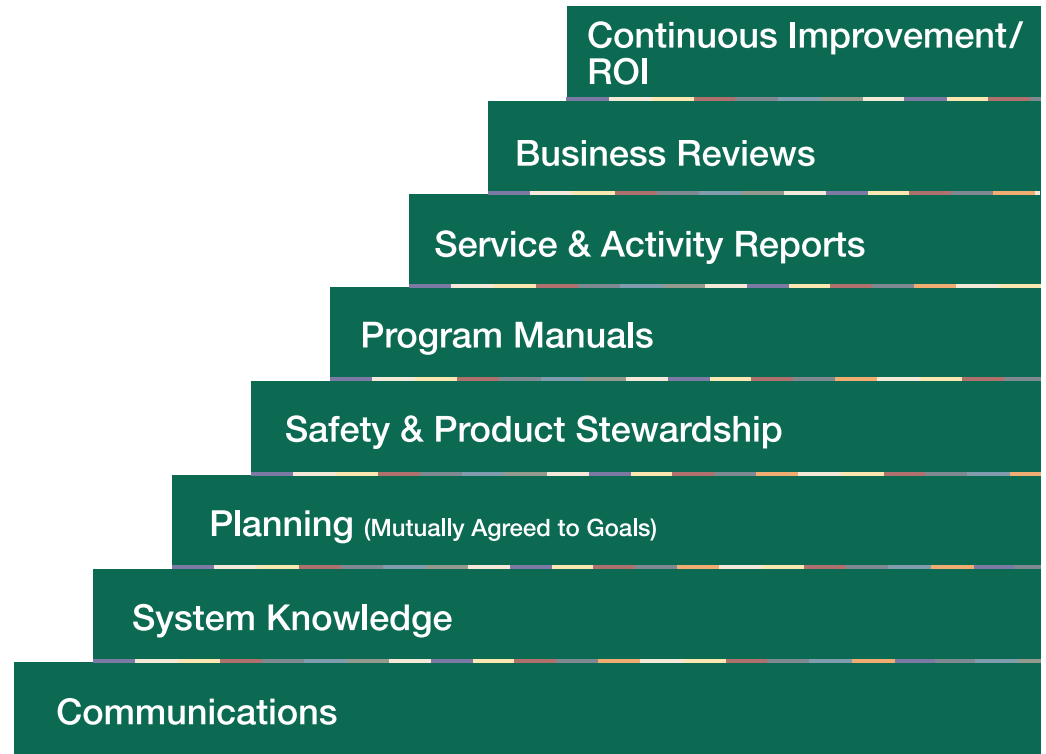 Continuous Improvement/
ROI
Business Reviews
Service & Activity Reports
Program Manuals
Safety & Product Stewardship
Planning (Mutually Agreed to Goals)
System Knowledge
Communications